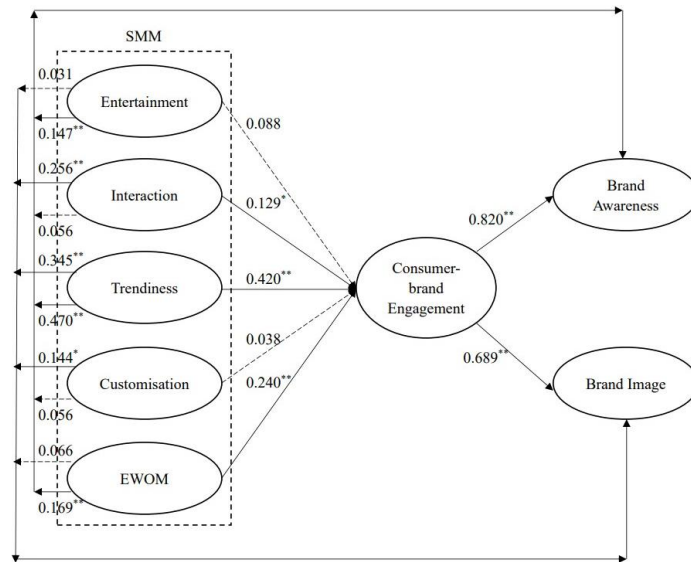 SMM
0.031
Entertainment
0.147**
0.088
0.256**
Interaction
0.129*
0.056
0.345**
Trendiness
0.420**
0.470**
0.144*
Customisation
0.038
0.056
0.240**
0.066
EWOM
0.169**
Consumer-
brand
Engagement
0.820**
0.689**
Brand
Awareness
Brand Image